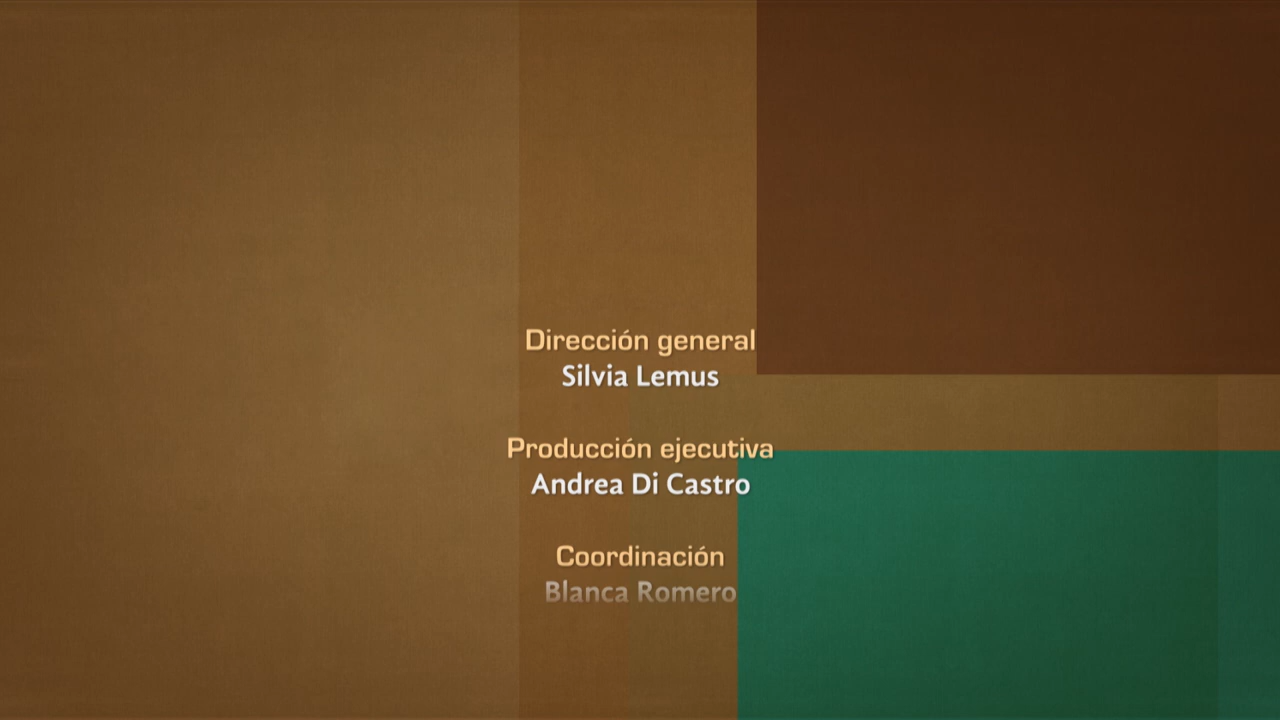 Dirección general
Silvia Lemus
Producción ejecutiva
Andrea Di Castro
Coordinación
Blanca Romero